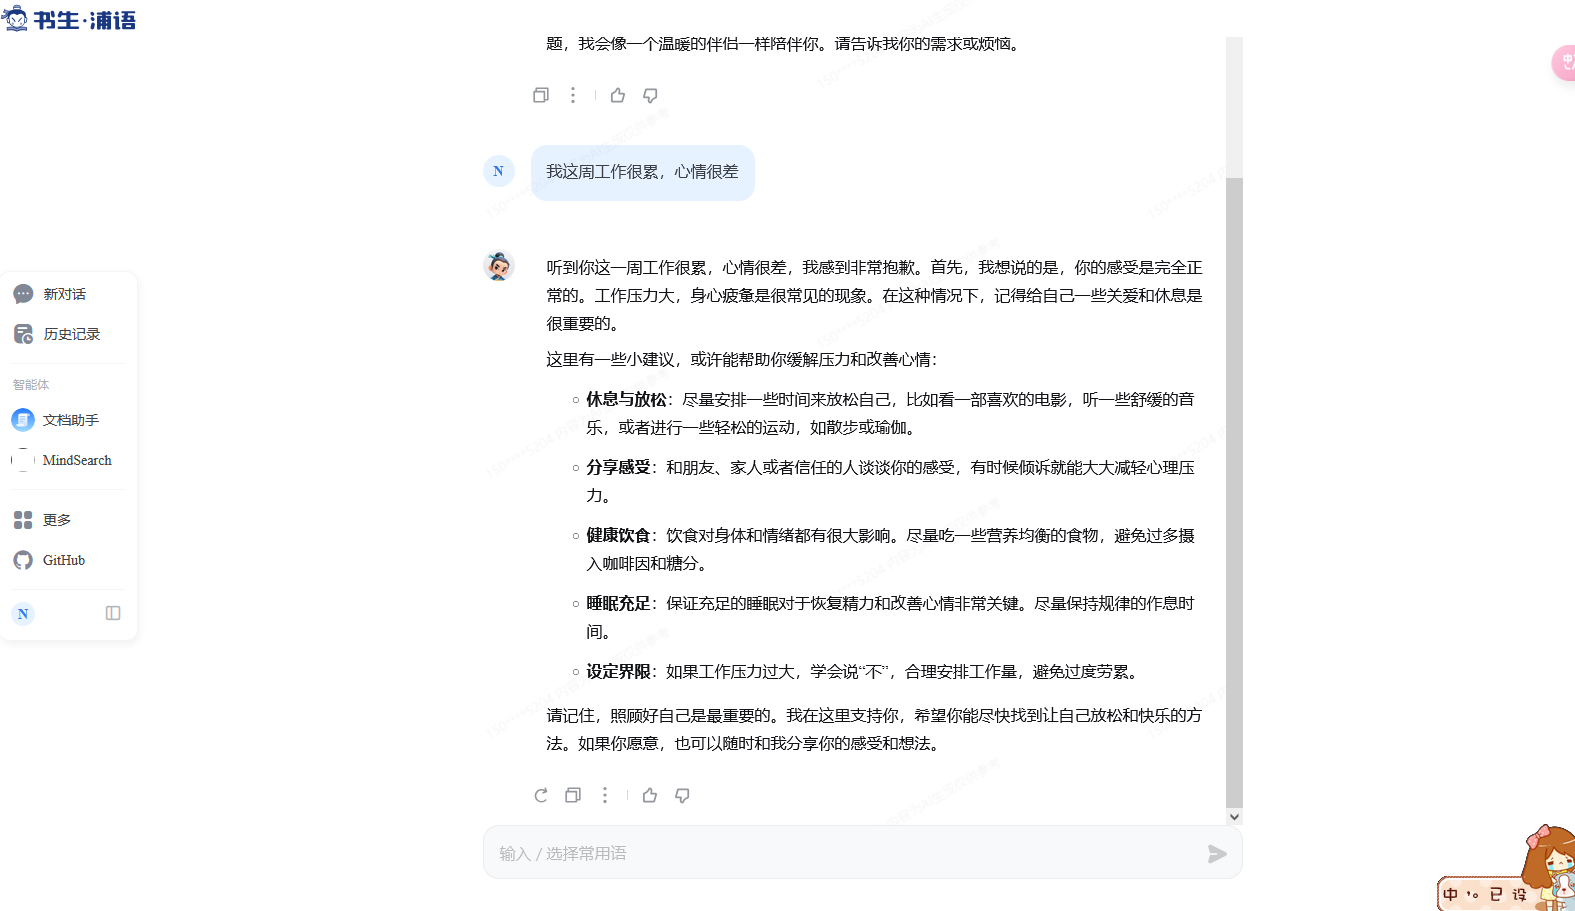 书生·浦语
题，我会像一个温暖的伴侣一样陪伴你。请告诉我你的需求或烦恼。
N
我这周工作很累，心情很差
听到你这一周工作很累，心情很差，我感到非常抱歉。首先，我想说的是，你的感受是完全正
常的。工作压力大，身心疲惫是很常见的现象。在这种情况下，记得给自己一些关爱和休息是
很重要的。
这里有一些小建议，或许能帮助你缓解压力和改善心情：
休息与放松：尽量安排一些时间来放松自己，比如看一部喜欢的电影，听一些舒缓的音
乐，或者进行一些轻松的运动，如散步或瑜伽。
分享感受：和朋友、家人或者信任的人谈谈你的感受，有时候倾诉就能大大减轻心理压
力。
健康饮食：饮食对身体和情绪都有很大影响。尽量吃一些营养均衡的食物，避免过多摄
入咖啡因和糖分。
睡眠充足：保证充足的睡眠对于恢复精力和改善心情非常关键。尽量保持规律的作息时
间。
设定界限：如果工作压力过大，学会说“不”，合理安排工作量，避免过度劳累。
请记住，照顾好自己是最重要的。我在这里支持你，希望你能尽快找到让自己放松和快乐的方
法。如果你愿意，也可以随时和我分享你的感受和想法。
输入 / 选择常用语
新对话
历史记录
智能体
文档助手
MindSearch
更多
GitHub
N
中 已 设